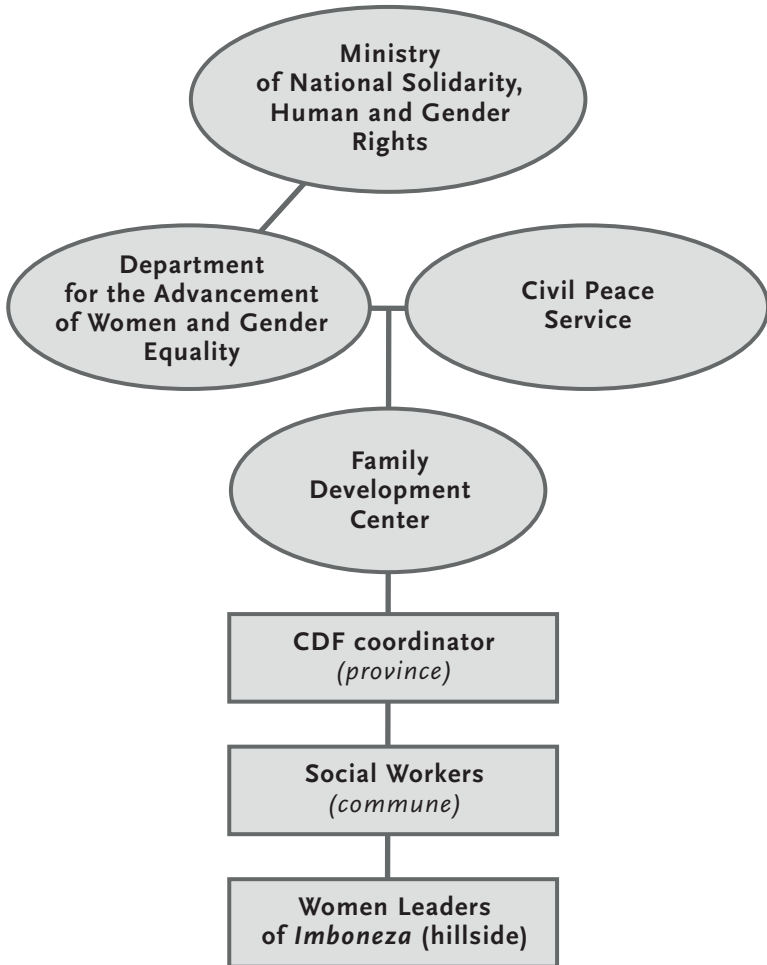 Ministry
of National Solidarity,
Human and Gender
Rights
Department
for the Advancement
of Women and Gender
Equality
Civil Peace
Service
Family
Development
Center
CDF coordinator
(province)
Social Workers
(commune)
Women Leaders
of Imboneza (hillside)